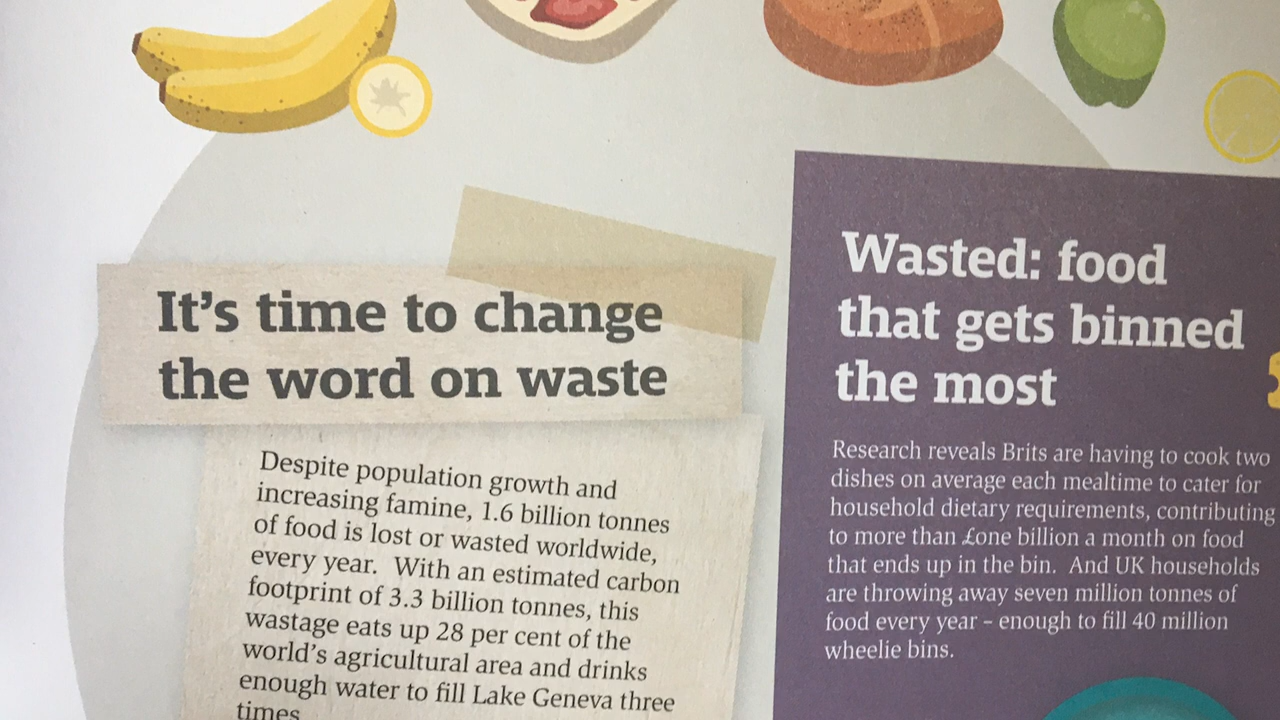 It's time to change
the word on waste
Despite population growth and
increasing famine, 1.6 billion tonnes
of food is lost or wasted worldwide,
every year.  With an estimated carbon
footprint of 3.3 billion tonnes, this
wastage eats up 28 per cent of the
world's agricultural area and drinks
enough water to fill Lake Geneva three
times
Wasted: food
that gets binned
the most
Research reveals Brits are having to cook two
dishes on average each mealtime to cater for
household dietary requirements, contributing
to more than £one billion a month on food
that ends up in the bin.  And UK households
are throwing away seven million tonnes of
food every year – enough to fill 40 million
wheelie bins.